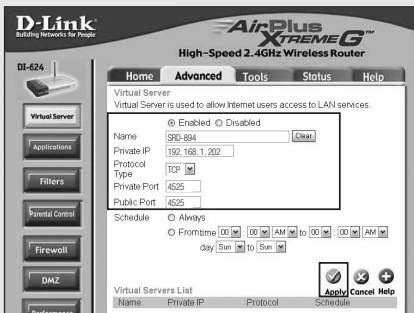 D-Link
Building Networks for People
AirPlus
XTREME G™
High-Speed 2.4GHz Wireless Router
DI-624
Home Advanced Tools Status Help
Virtual Server
Applications
Filters
Parental Control
Firewall
DMZ
Performance
Virtual Server
Virtual Server is used to allow Internet users access to LAN services.
Enabled Disabled
Name SRD-894 Clear
Private IP 192.168.1.202
Protocol Type TCP
Private Port 4525
Public Port 4525
Schedule Always
From time 00 : 00 AM to 00 : 00 AM
day Sun to Sun
Apply Cancel Help
Virtual Servers List
Name Private IP Protocol Schedule